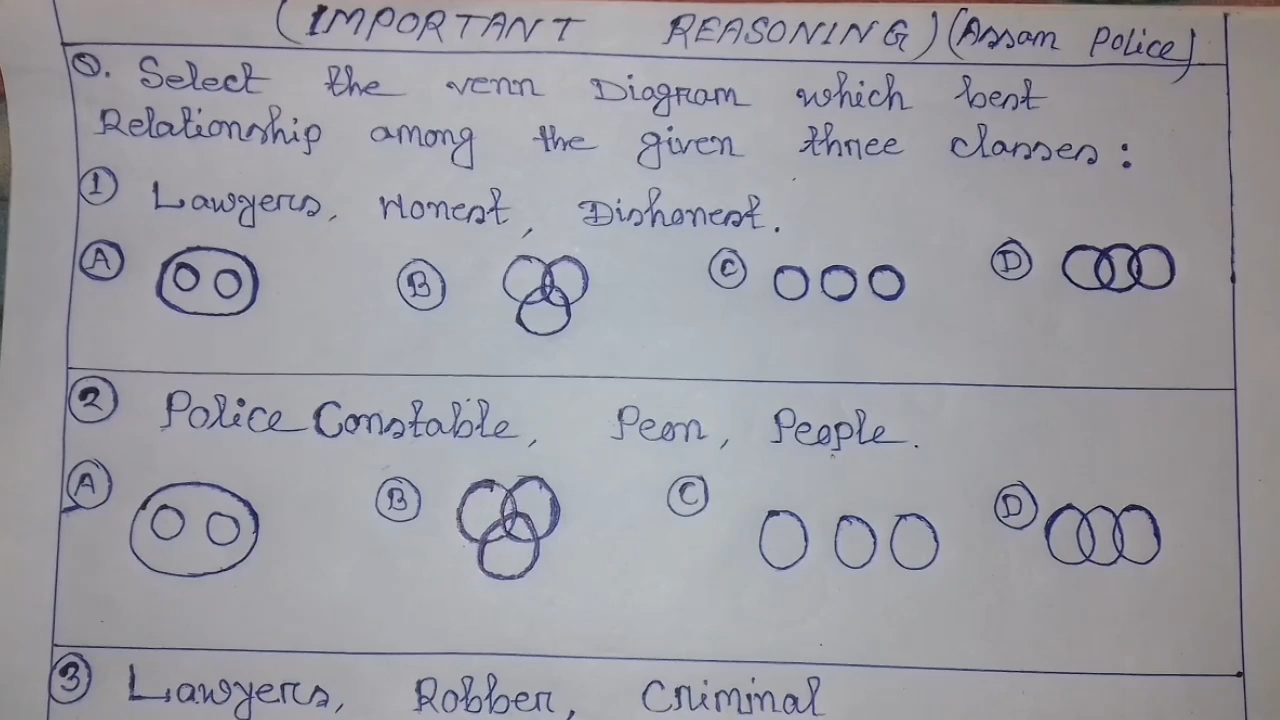 (IMPORTANT REASONING) (Assam Police)
Q. Select the venn Diagram which best
Relationship among the given three classes:
① Lawyers, Honest, Dishonest.
Ⓐ Ⓑ Ⓒ Ⓓ
② Police Constable, Peon, People.
Ⓐ Ⓑ Ⓒ Ⓓ
③ Lawyers, Robber, Criminal